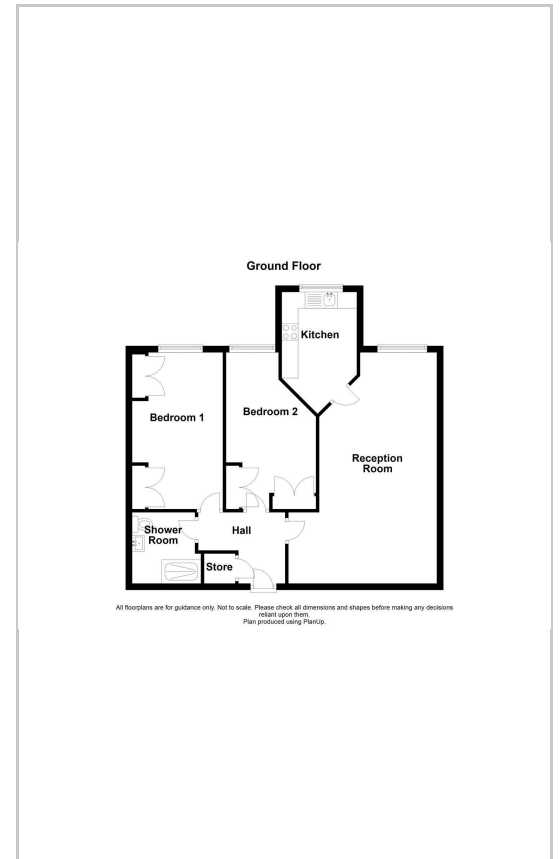 Ground Floor
Kitchen
Bedroom 1
Bedroom 2
Reception
Room
Shower
Room
Hall
Store
All floorplans are for guidance only. Not to scale. Please check all dimensions and shapes before making any decisions
reliant upon them.
Plan produced using PlanUp.